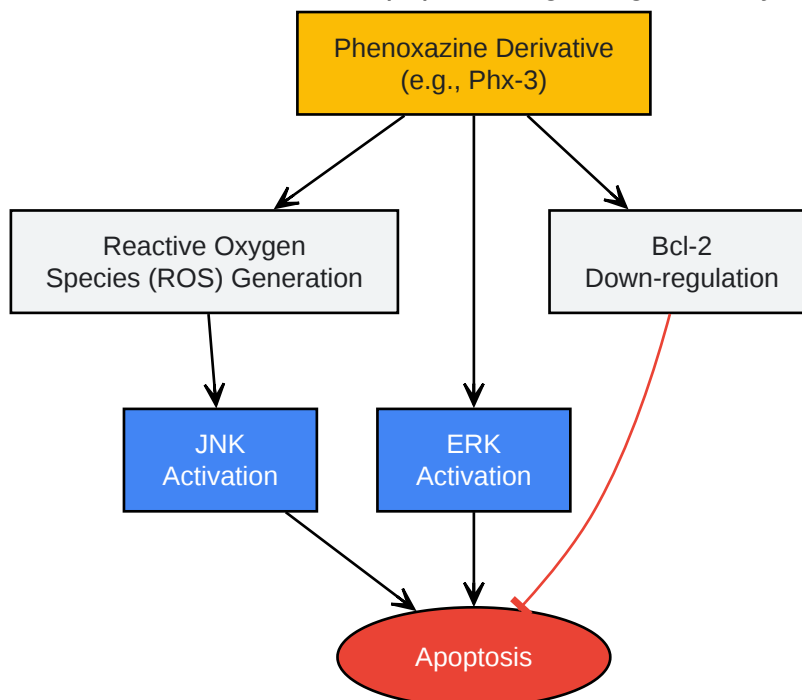 Phenoxazine Derivative
(e.g., Phx-3)
Reactive Oxygen
Species (ROS) Generation
Bcl-2
Down-regulation
JNK
Activation
ERK
Activation
Apoptosis